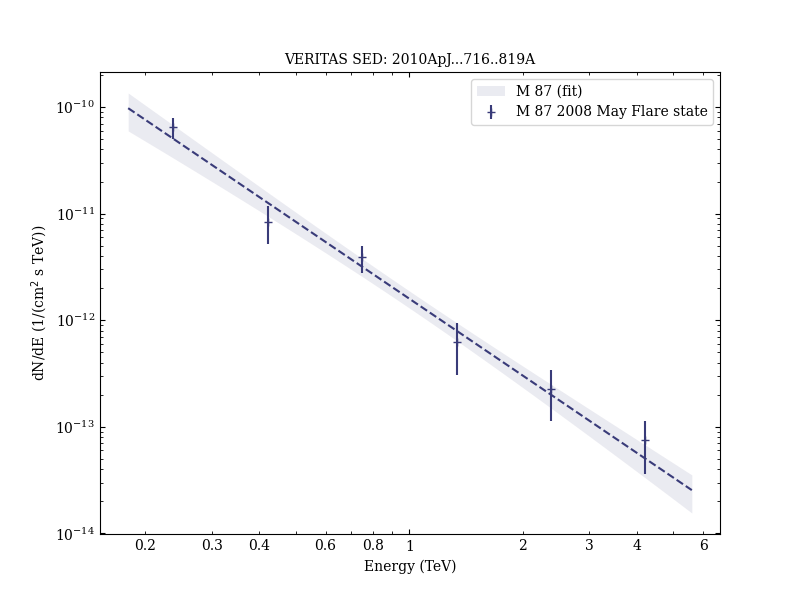 VERITAS SED: 2010ApJ...716..819A
M 87 (fit)
M 87 2008 May Flare state
dN/dE (1/(cm² s TeV))
10⁻¹⁰
10⁻¹¹
10⁻¹²
10⁻¹³
10⁻¹⁴
0.2 0.3 0.4 0.6 0.8 1 2 3 4 6
Energy (TeV)